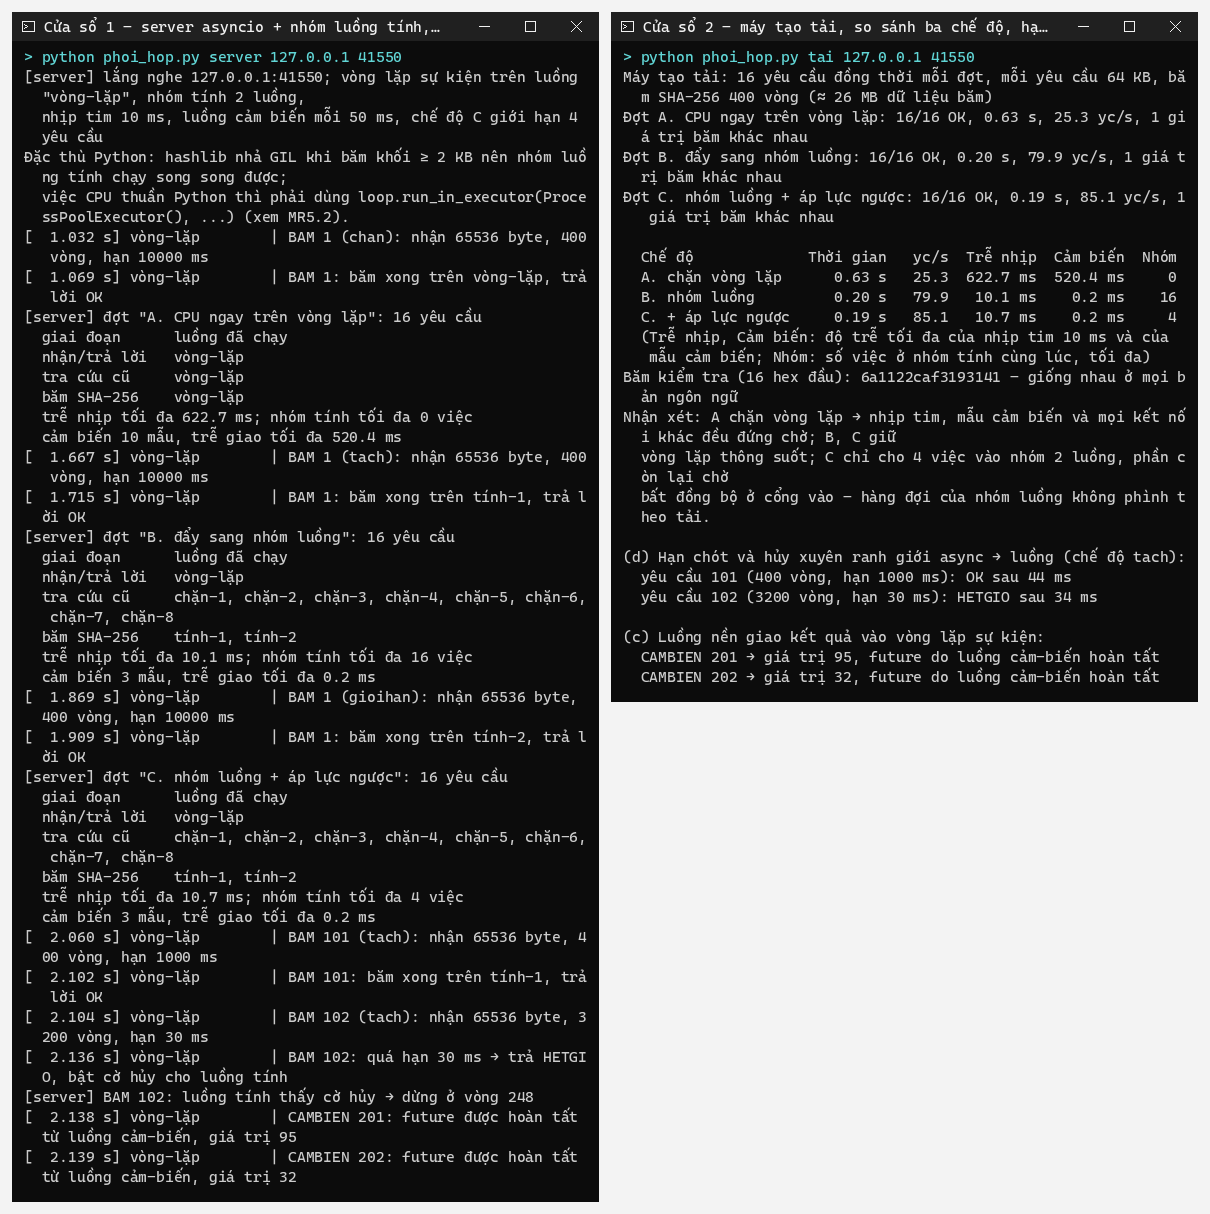 Cửa sổ 1 — server asyncio + nhóm luồng tính,…
> python phoi_hop.py server 127.0.0.1 41550
[server] lắng nghe 127.0.0.1:41550; vòng lặp sự kiện trên luồng
"vòng-lặp", nhóm tính 2 luồng,
nhịp tim 10 ms, luồng cảm biến mỗi 50 ms, chế độ C giới hạn 4
yêu cầu
Đặc thù Python: hashlib nhả GIL khi băm khối ≥ 2 KB nên nhóm luồ
ng tính chạy song song được;
việc CPU thuần Python thì phải dùng loop.run_in_executor(Proce
ssPoolExecutor(), ...) (xem MR5.2).
[  1.032 s] vòng-lặp        | BAM 1 (chan): nhận 65536 byte, 400
vòng, hạn 10000 ms
[  1.069 s] vòng-lặp        | BAM 1: băm xong trên vòng-lặp, trả
lời OK
[server] đợt "A. CPU ngay trên vòng lặp": 16 yêu cầu
giai đoạn      luồng đã chạy
nhận/trả lời   vòng-lặp
tra cứu cũ     vòng-lặp
băm SHA-256    vòng-lặp
trễ nhịp tối đa 622.7 ms; nhóm tính tối đa 0 việc
cảm biến 10 mẫu, trễ giao tối đa 520.4 ms
[  1.667 s] vòng-lặp        | BAM 1 (tach): nhận 65536 byte, 400
vòng, hạn 10000 ms
[  1.715 s] vòng-lặp        | BAM 1: băm xong trên tính-1, trả l
ời OK
[server] đợt "B. đẩy sang nhóm luồng": 16 yêu cầu
giai đoạn      luồng đã chạy
nhận/trả lời   vòng-lặp
tra cứu cũ     chặn-1, chặn-2, chặn-3, chặn-4, chặn-5, chặn-6,
chặn-7, chặn-8
băm SHA-256    tính-1, tính-2
trễ nhịp tối đa 10.1 ms; nhóm tính tối đa 16 việc
cảm biến 3 mẫu, trễ giao tối đa 0.2 ms
[  1.869 s] vòng-lặp        | BAM 1 (gioihan): nhận 65536 byte,
400 vòng, hạn 10000 ms
[  1.909 s] vòng-lặp        | BAM 1: băm xong trên tính-2, trả l
ời OK
[server] đợt "C. nhóm luồng + áp lực ngược": 16 yêu cầu
giai đoạn      luồng đã chạy
nhận/trả lời   vòng-lặp
tra cứu cũ     chặn-1, chặn-2, chặn-3, chặn-4, chặn-5, chặn-6,
chặn-7, chặn-8
băm SHA-256    tính-1, tính-2
trễ nhịp tối đa 10.7 ms; nhóm tính tối đa 4 việc
cảm biến 3 mẫu, trễ giao tối đa 0.2 ms
[  2.060 s] vòng-lặp        | BAM 101 (tach): nhận 65536 byte, 4
00 vòng, hạn 1000 ms
[  2.102 s] vòng-lặp        | BAM 101: băm xong trên tính-1, trả
lời OK
[  2.104 s] vòng-lặp        | BAM 102 (tach): nhận 65536 byte, 3
200 vòng, hạn 30 ms
[  2.136 s] vòng-lặp        | BAM 102: quá hạn 30 ms → trả HETGI
O, bật cờ hủy cho luồng tính
[server] BAM 102: luồng tính thấy cờ hủy → dừng ở vòng 248
[  2.138 s] vòng-lặp        | CAMBIEN 201: future được hoàn tất
từ luồng cảm-biến, giá trị 95
[  2.139 s] vòng-lặp        | CAMBIEN 202: future được hoàn tất
từ luồng cảm-biến, giá trị 32
Cửa sổ 2 — máy tạo tải, so sánh ba chế độ, hạ…
> python phoi_hop.py tai 127.0.0.1 41550
Máy tạo tải: 16 yêu cầu đồng thời mỗi đợt, mỗi yêu cầu 64 KB, bă
m SHA-256 400 vòng (≈ 26 MB dữ liệu băm)
Đợt A. CPU ngay trên vòng lặp: 16/16 OK, 0.63 s, 25.3 yc/s, 1 gi
á trị băm khác nhau
Đợt B. đẩy sang nhóm luồng: 16/16 OK, 0.20 s, 79.9 yc/s, 1 giá t
rị băm khác nhau
Đợt C. nhóm luồng + áp lực ngược: 16/16 OK, 0.19 s, 85.1 yc/s, 1
giá trị băm khác nhau
Chế độ             Thời gian   yc/s  Trễ nhịp  Cảm biến  Nhóm
A. chặn vòng lặp      0.63 s   25.3  622.7 ms  520.4 ms     0
B. nhóm luồng         0.20 s   79.9   10.1 ms    0.2 ms    16
C. + áp lực ngược     0.19 s   85.1   10.7 ms    0.2 ms     4
(Trễ nhịp, Cảm biến: độ trễ tối đa của nhịp tim 10 ms và của
mẫu cảm biến; Nhóm: số việc ở nhóm tính cùng lúc, tối đa)
Băm kiểm tra (16 hex đầu): 6a1122caf3193141 — giống nhau ở mọi b
ản ngôn ngữ
Nhận xét: A chặn vòng lặp → nhịp tim, mẫu cảm biến và mọi kết nố
i khác đều đứng chờ; B, C giữ
vòng lặp thông suốt; C chỉ cho 4 việc vào nhóm 2 luồng, phần c
òn lại chờ
bất đồng bộ ở cổng vào — hàng đợi của nhóm luồng không phình t
heo tải.
(d) Hạn chót và hủy xuyên ranh giới async → luồng (chế độ tach):
yêu cầu 101 (400 vòng, hạn 1000 ms): OK sau 44 ms
yêu cầu 102 (3200 vòng, hạn 30 ms): HETGIO sau 34 ms
(c) Luồng nền giao kết quả vào vòng lặp sự kiện:
CAMBIEN 201 → giá trị 95, future do luồng cảm-biến hoàn tất
CAMBIEN 202 → giá trị 32, future do luồng cảm-biến hoàn tất